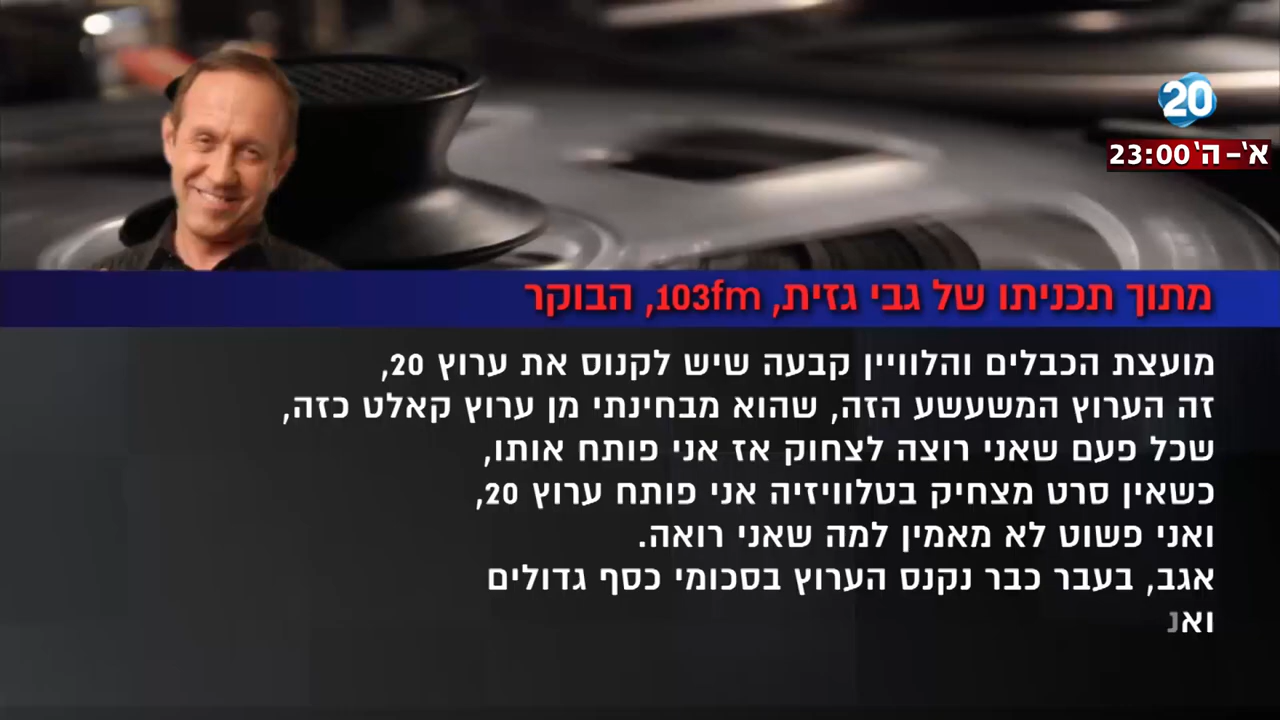 20
א'-ה' 23:00
מתוך תכניתו של גבי גזית, 103fm, הבוקר
מועצת הכבלים והלוויין קבעה שיש לקנוס את ערוץ 20,
זה הערוץ המשעשע הזה, שהוא מבחינתי מן ערוץ קאלט כזה,
שכל פעם שאני רוצה לצחוק אז אני פותח אותו,
כשאין סרט מצחיק בטלוויזיה אני פותח ערוץ 20,
ואני פשוט לא מאמין למה שאני רואה.
אגב, בעבר כבר נקנס הערוץ בסכומי כסף גדולים
ואנ